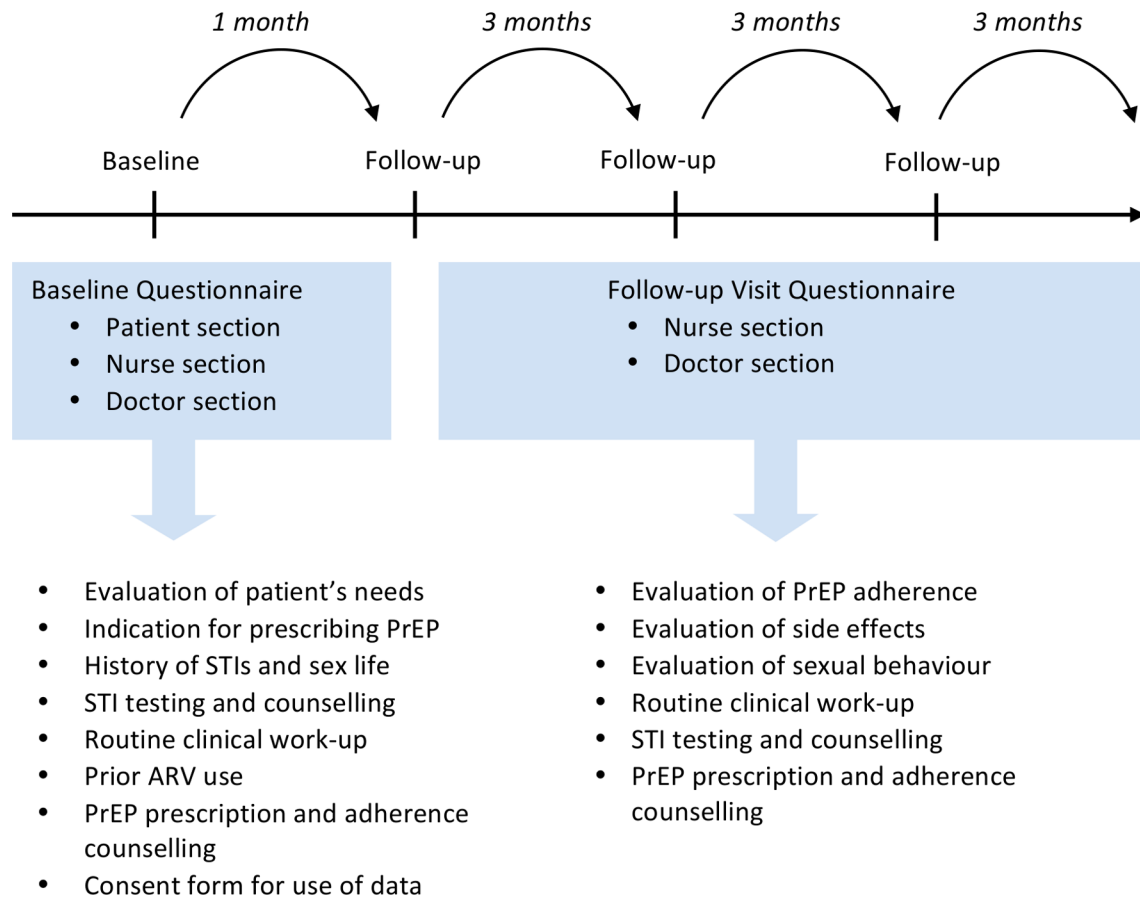 1 month
3 months
3 months
3 months
Baseline
Follow-up
Follow-up
Follow-up
Baseline Questionnaire
• Patient section
• Nurse section
• Doctor section
Follow-up Visit Questionnaire
• Nurse section
• Doctor section
• Evaluation of patient's needs
• Indication for prescribing PrEP
• History of STIs and sex life
• STI testing and counselling
• Routine clinical work-up
• Prior ARV use
• PrEP prescription and adherence
counselling
• Consent form for use of data
• Evaluation of PrEP adherence
• Evaluation of side effects
• Evaluation of sexual behaviour
• Routine clinical work-up
• STI testing and counselling
• PrEP prescription and adherence
counselling